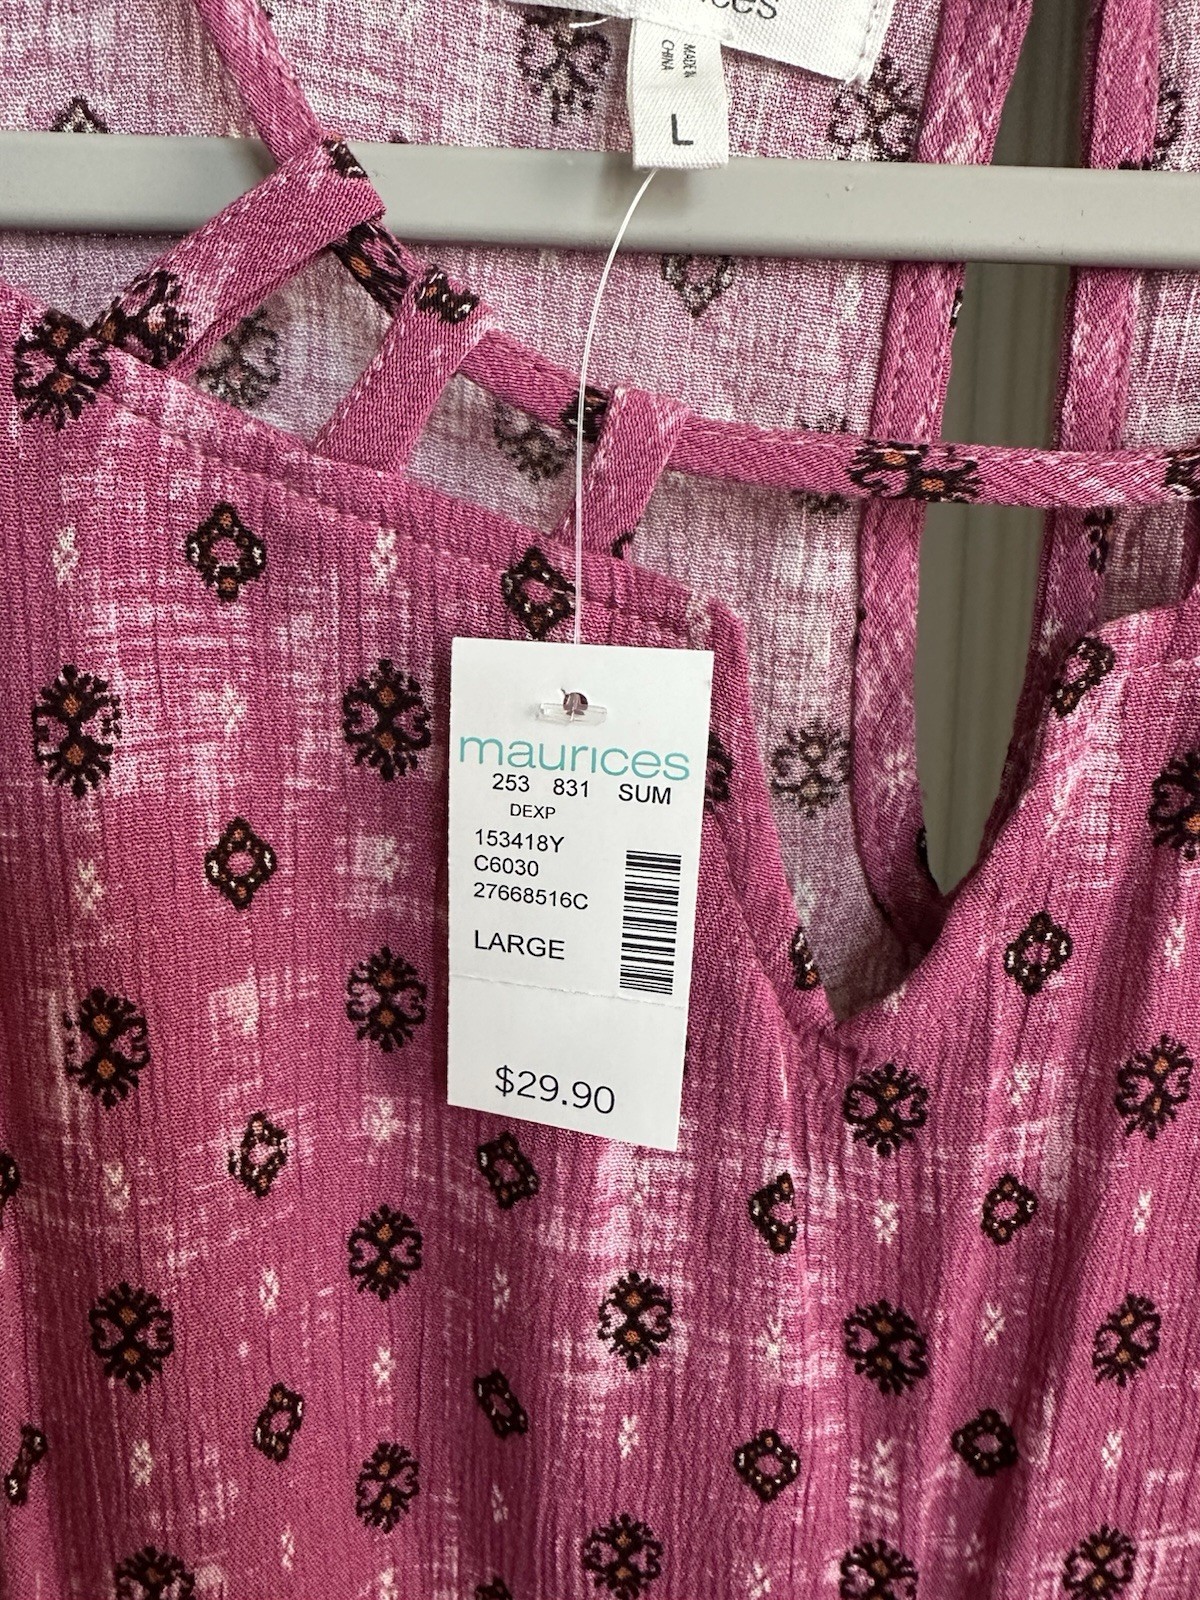 MADE IN
CHINA
L
maurices
253 831 SUM
DEXP
153418Y
C6030
27668516C
LARGE
$29.90